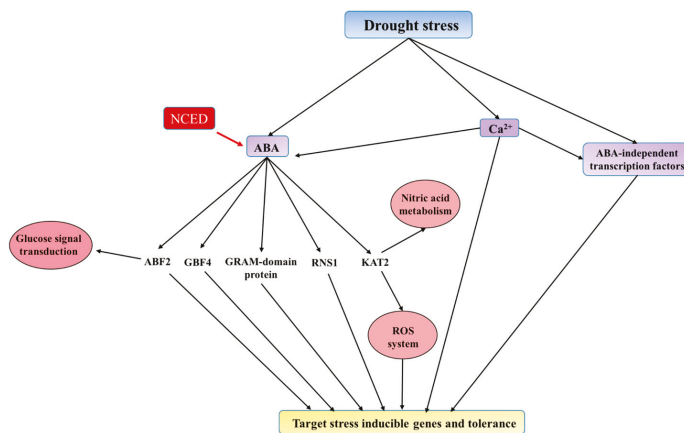 Drought stress
NCED
Ca²⁺
ABA
ABA-independent
transcription factors
Nitric acid
metabolism
Glucose signal
transduction
ABF2
GBF4
GRAM-domain
protein
RNS1
KAT2
ROS
system
Target stress inducible genes and tolerance